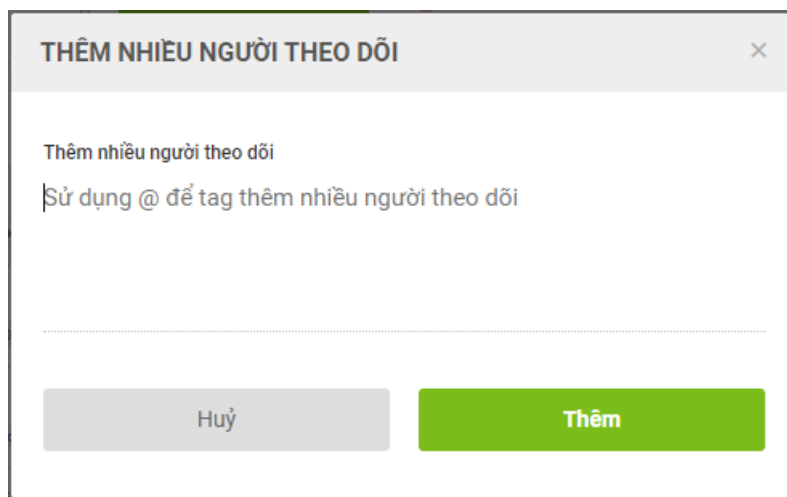 THÊM NHIỀU NGƯỜI THEO DÕI
Thêm nhiều người theo dõi
Sử dụng @ để tag thêm nhiều người theo dõi
Huỷ
Thêm